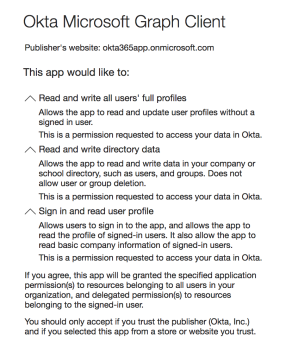 Okta Microsoft Graph Client
Publisher's website: okta365app.onmicrosoft.com
This app would like to:
Read and write all users' full profiles
Allows the app to read and update user profiles without a
signed in user.
This is a permission requested to access your data in Okta.
Read and write directory data
Allows the app to read and write data in your company or
school directory, such as users, and groups. Does not
allow user or group deletion.
This is a permission requested to access your data in Okta.
Sign in and read user profile
Allows users to sign in to the app, and allows the app to
read the profile of signed-in users. It also allow the app to
read basic company information of signed-in users.
This is a permission requested to access your data in Okta.
If you agree, this app will be granted the specified application
permission(s) to resources belonging to all users in your
organization, and delegated permission(s) to resources
belonging to the signed-in user.
You should only accept if you trust the publisher (Okta, Inc.)
and if you selected this app from a store or website you trust.